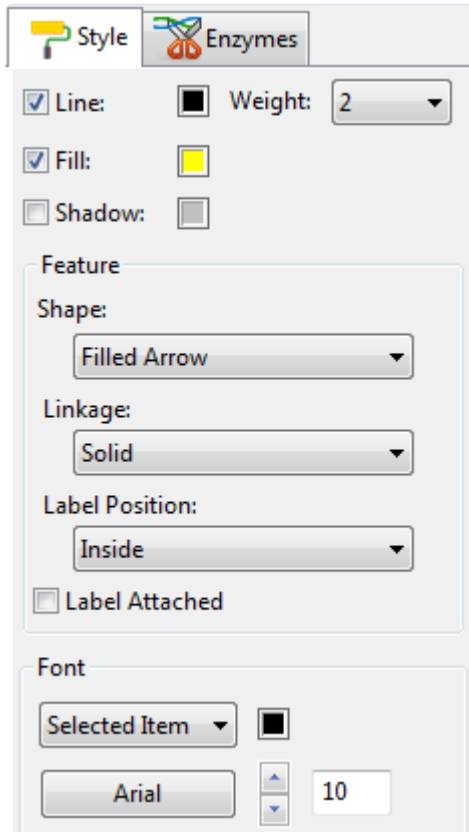 Style Enzymes
Line: Weight: 2
Fill:
Shadow:
Feature
Shape:
Filled Arrow
Linkage:
Solid
Label Position:
Inside
Label Attached
Font
Selected Item
Arial 10